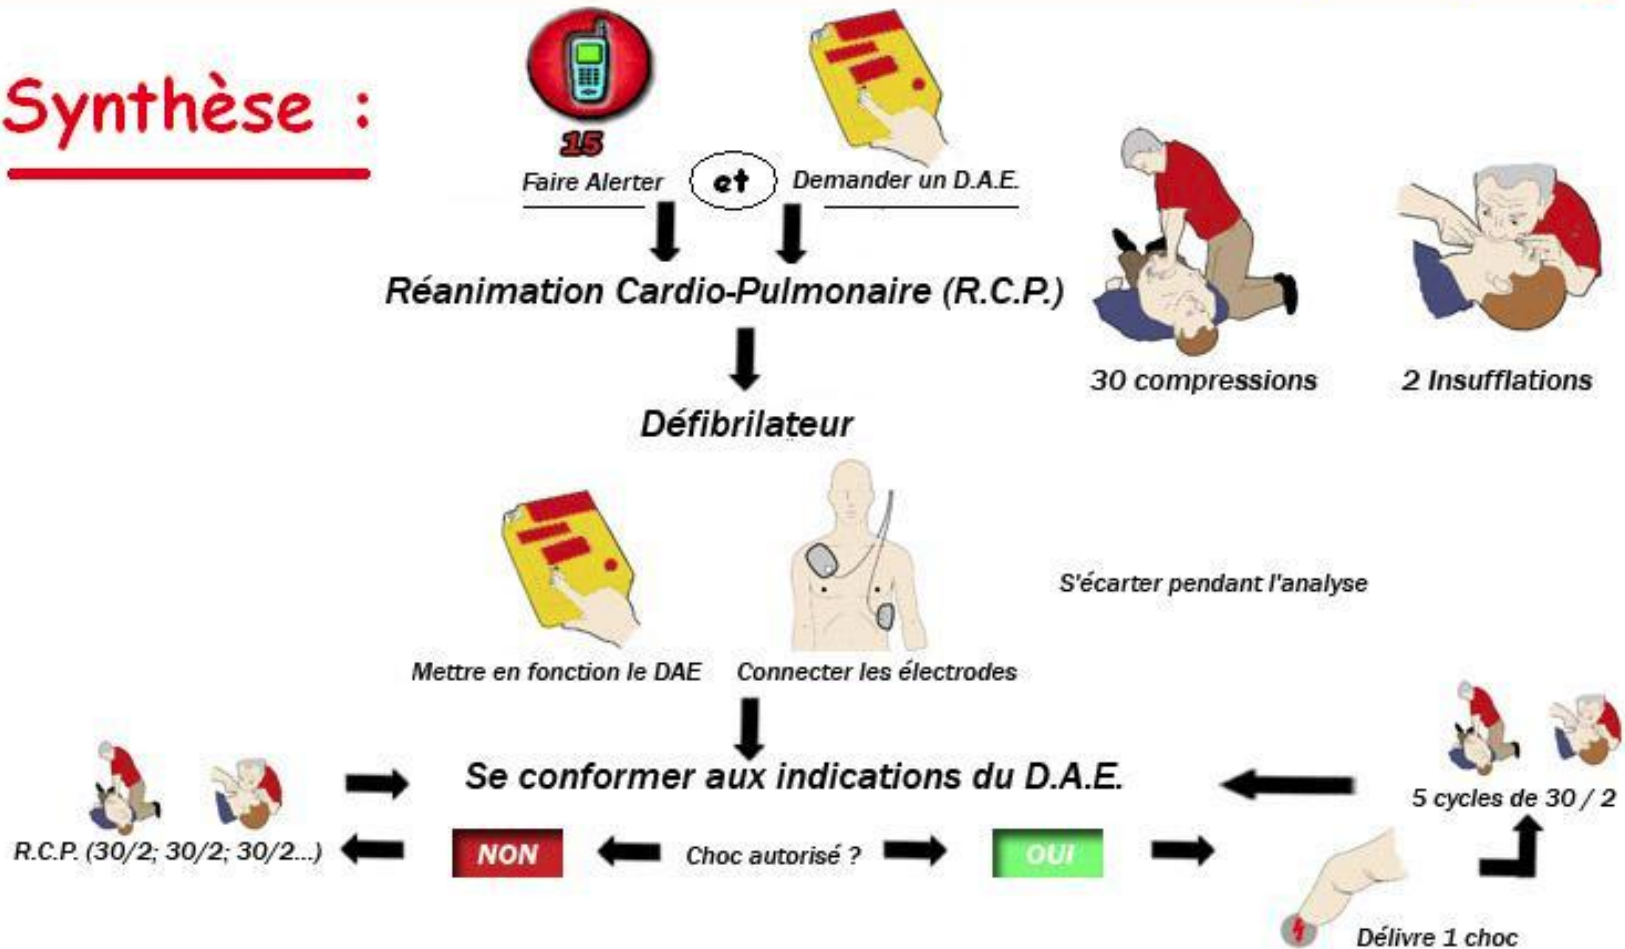 Synthèse :
15
Faire Alerter
et
Demander un D.A.E.
Réanimation Cardio-Pulmonaire (R.C.P.)
30 compressions
2 Insufflations
Défibrilateur
S'écarter pendant l'analyse
Mettre en fonction le DAE
Connecter les électrodes
Se conformer aux indications du D.A.E.
5 cycles de 30 / 2
R.C.P. (30/2; 30/2; 30/2...)
NON
Choc autorisé ?
OUI
Délivre 1 choc